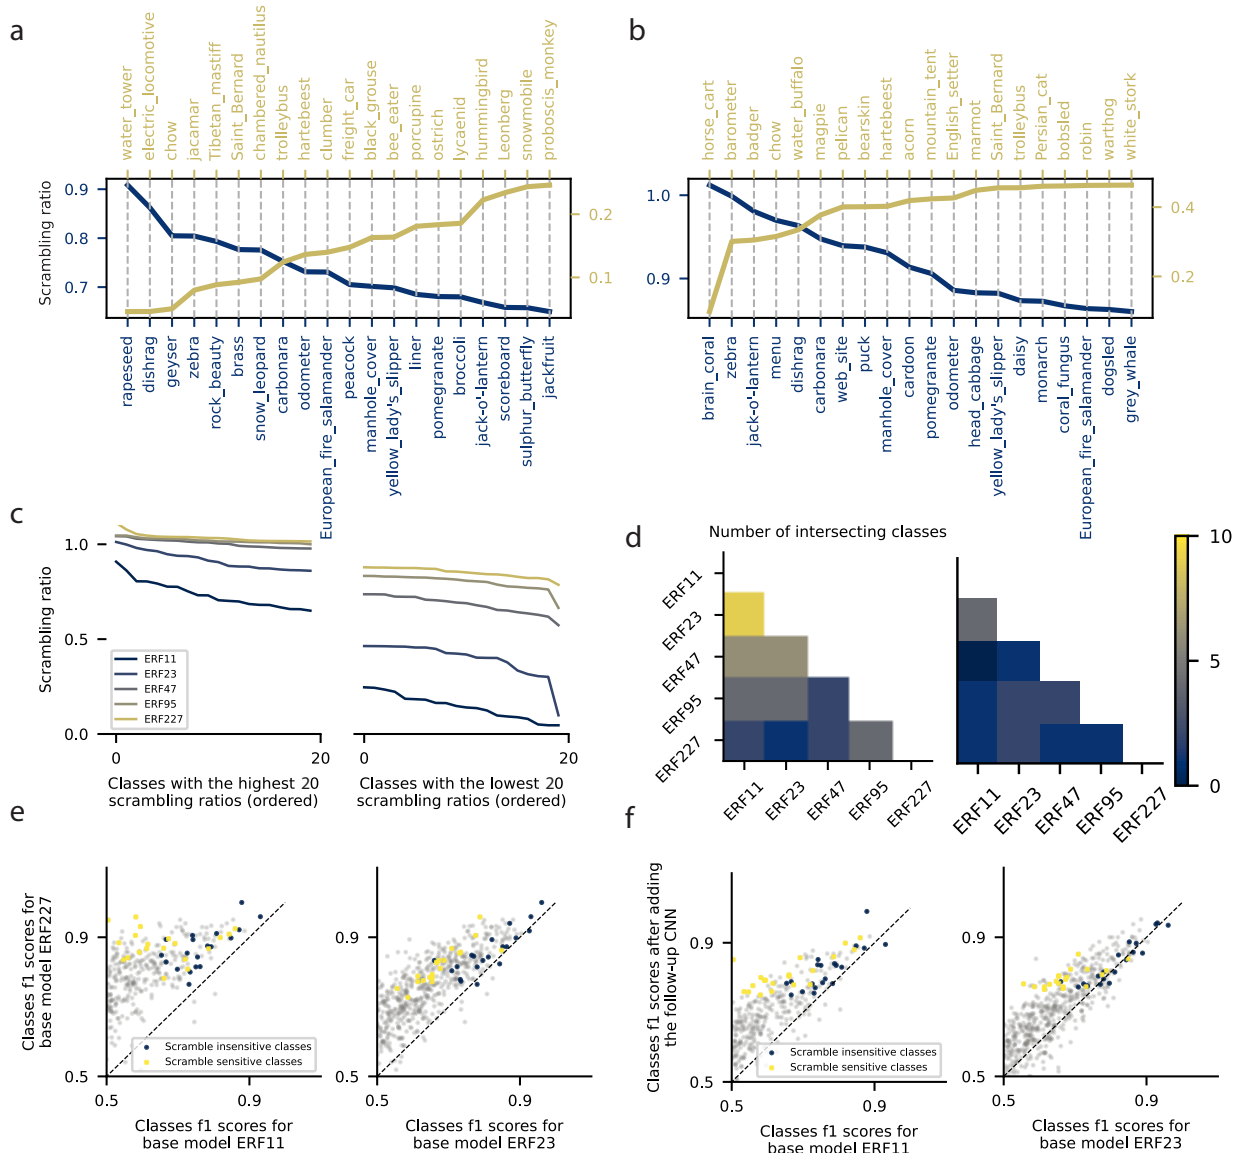 a
water_tower
electric_locomotive
chow
jacamar
Tibetan_mastiff
Saint_Bernard
chambered_nautilus
trolleybus
hartebeest
clumber
freight_car
black_grouse
bee_eater
porcupine
ostrich
lycaenid
hummingbird
Leonberg
snowmobile
proboscis_monkey
Scrambling ratio
0.9
0.8
0.7
0.2
0.1
rapeseed
dishrag
geyser
zebra
rock_beauty
brass
snow_leopard
carbonara
odometer
European_fire_salamander
peacock
manhole_cover
yellow_lady's_slipper
liner
pomegranate
broccoli
jack-o'-lantern
scoreboard
sulphur_butterfly
jackfruit
b
horse_cart
barometer
badger
chow
water_buffalo
magpie
pelican
bearskin
hartebeest
acorn
mountain_tent
English_setter
marmot
Saint_Bernard
trolleybus
Persian_cat
bobsled
robin
warthog
white_stork
1.0
0.9
0.4
0.2
brain_coral
zebra
jack-o'-lantern
menu
dishrag
carbonara
web_site
puck
manhole_cover
cardoon
pomegranate
odometer
head_cabbage
yellow_lady's_slipper
daisy
monarch
coral_fungus
European_fire_salamander
dogsled
grey_whale
c
Scrambling ratio
1.0
0.5
0.0
ERF11
ERF23
ERF47
ERF95
ERF227
0
20
0
20
Classes with the highest 20
scrambling ratios (ordered)
Classes with the lowest 20
scrambling ratios (ordered)
d
Number of intersecting classes
ERF11
ERF23
ERF47
ERF95
ERF227
ERF11
ERF23
ERF47
ERF95
ERF227
ERF11
ERF23
ERF47
ERF95
ERF227
10
5
0
e
Classes f1 scores for
base model ERF227
0.9
0.5
0.5
0.9
Scramble insensitive classes
Scramble sensitive classes
Classes f1 scores for
base model ERF11
0.9
0.5
0.5
0.9
Classes f1 scores for
base model ERF23
f
Classes f1 scores after adding
the follow-up CNN
0.9
0.5
0.5
0.9
Scramble insensitive classes
Scramble sensitive classes
Classes f1 scores for
base model ERF11
0.9
0.5
0.5
0.9
Classes f1 scores for
base model ERF23